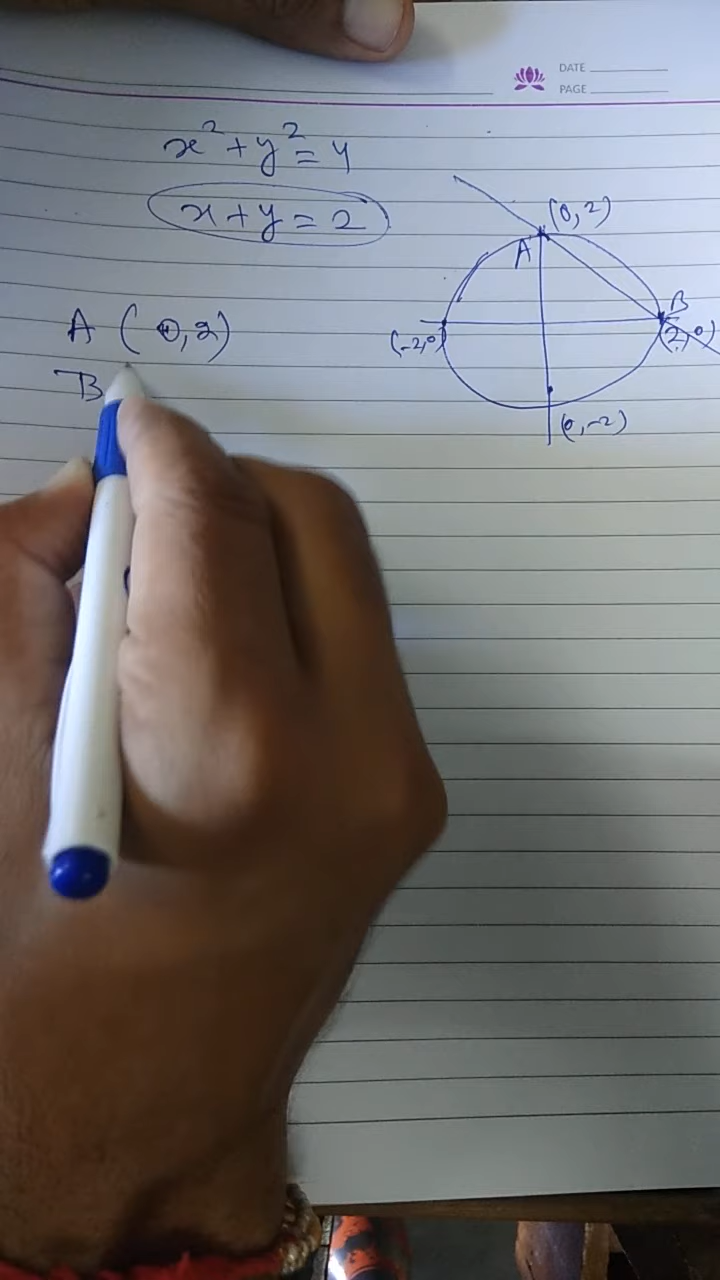 DATE
PAGE
x² + y² = 4
x + y = 2
(0, 2)
A
B
A ( 0, 2)
(-2, 0)
(2, 0)
B
(0, -2)